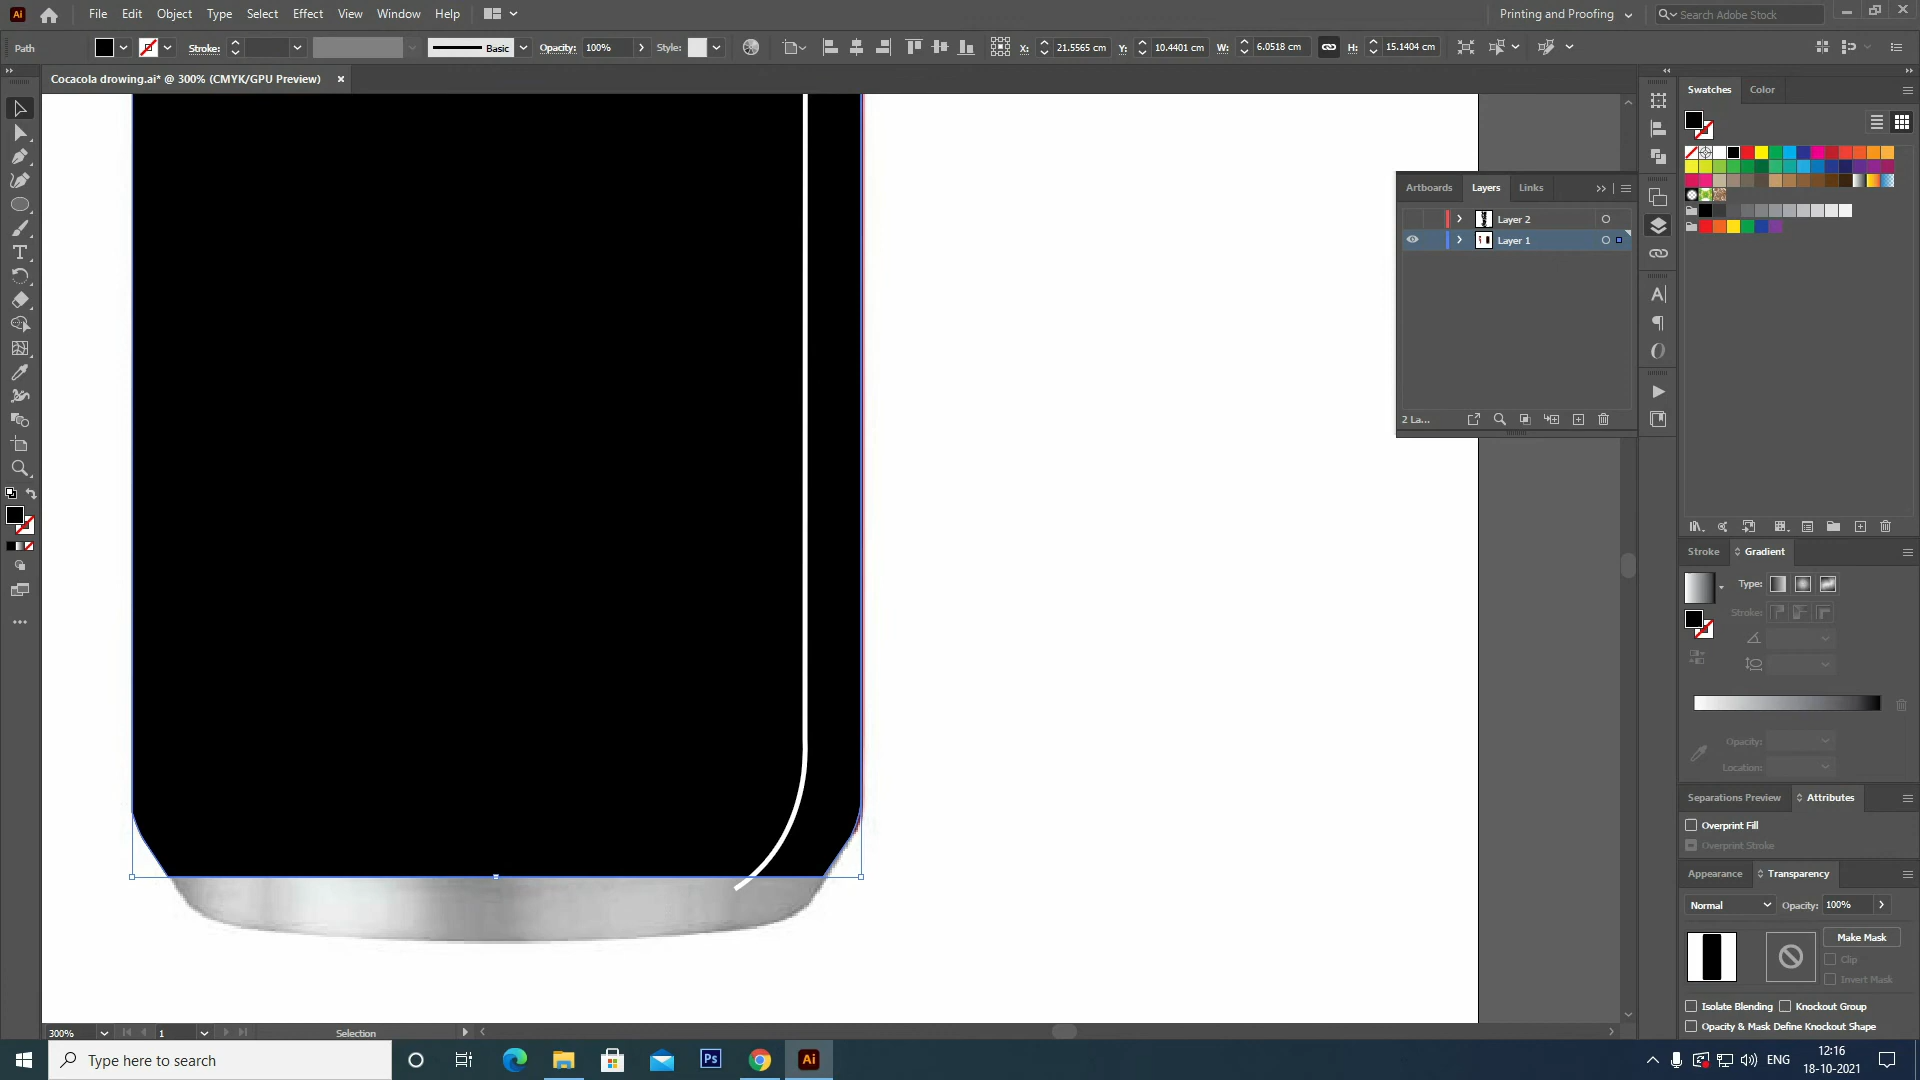 Ai File Edit Object Type Select Effect View Window Help Printing and Proofing Search Adobe Stock
Path Stroke: Basic Opacity: 100% Style: X: 21.5565 cm Y: 10.4401 cm W: 6.0518 cm H: 15.1404 cm
Cocacola drowing.ai* @ 300% (CMYK/GPU Preview) ×
Swatches Color
Artboards Layers Links
Layer 2
Layer 1
2 La...
Stroke Gradient
Type:
Stroke:
Opacity:
Location:
Separations Preview Attributes
Overprint Fill
Overprint Stroke
Appearance Transparency
Normal Opacity: 100%
Make Mask
Clip
Invert Mask
Isolate Blending Knockout Group
Opacity & Mask Define Knockout Shape
300% 1 Selection
Type here to search Ps Ai ENG 12:16
18-10-2021